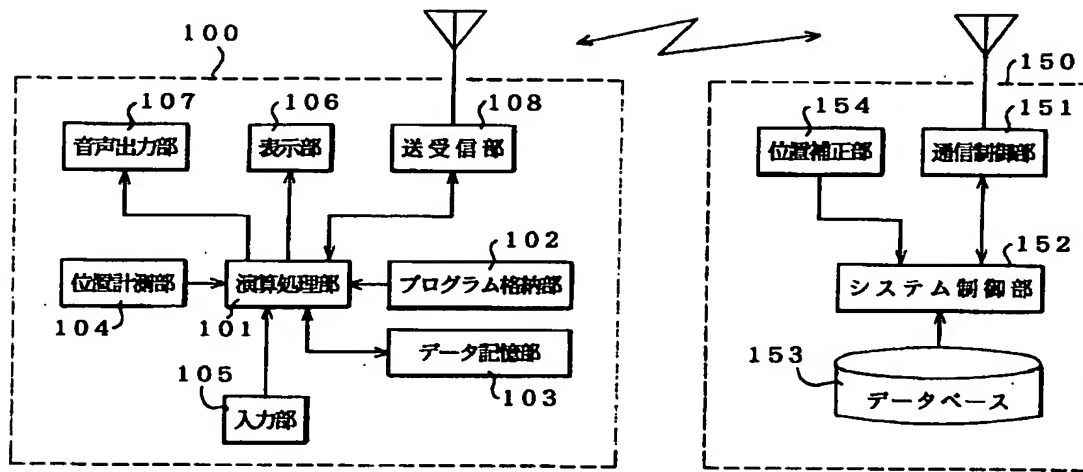 100
107
音声出力部
106
表示部
108
送受信部
位置計測部
104
演算処理部
101
102
プログラム格納部
データ記憶部
103
105
入力部
150
154
位置補正部
151
通信制御部
152
システム制御部
153
データベース